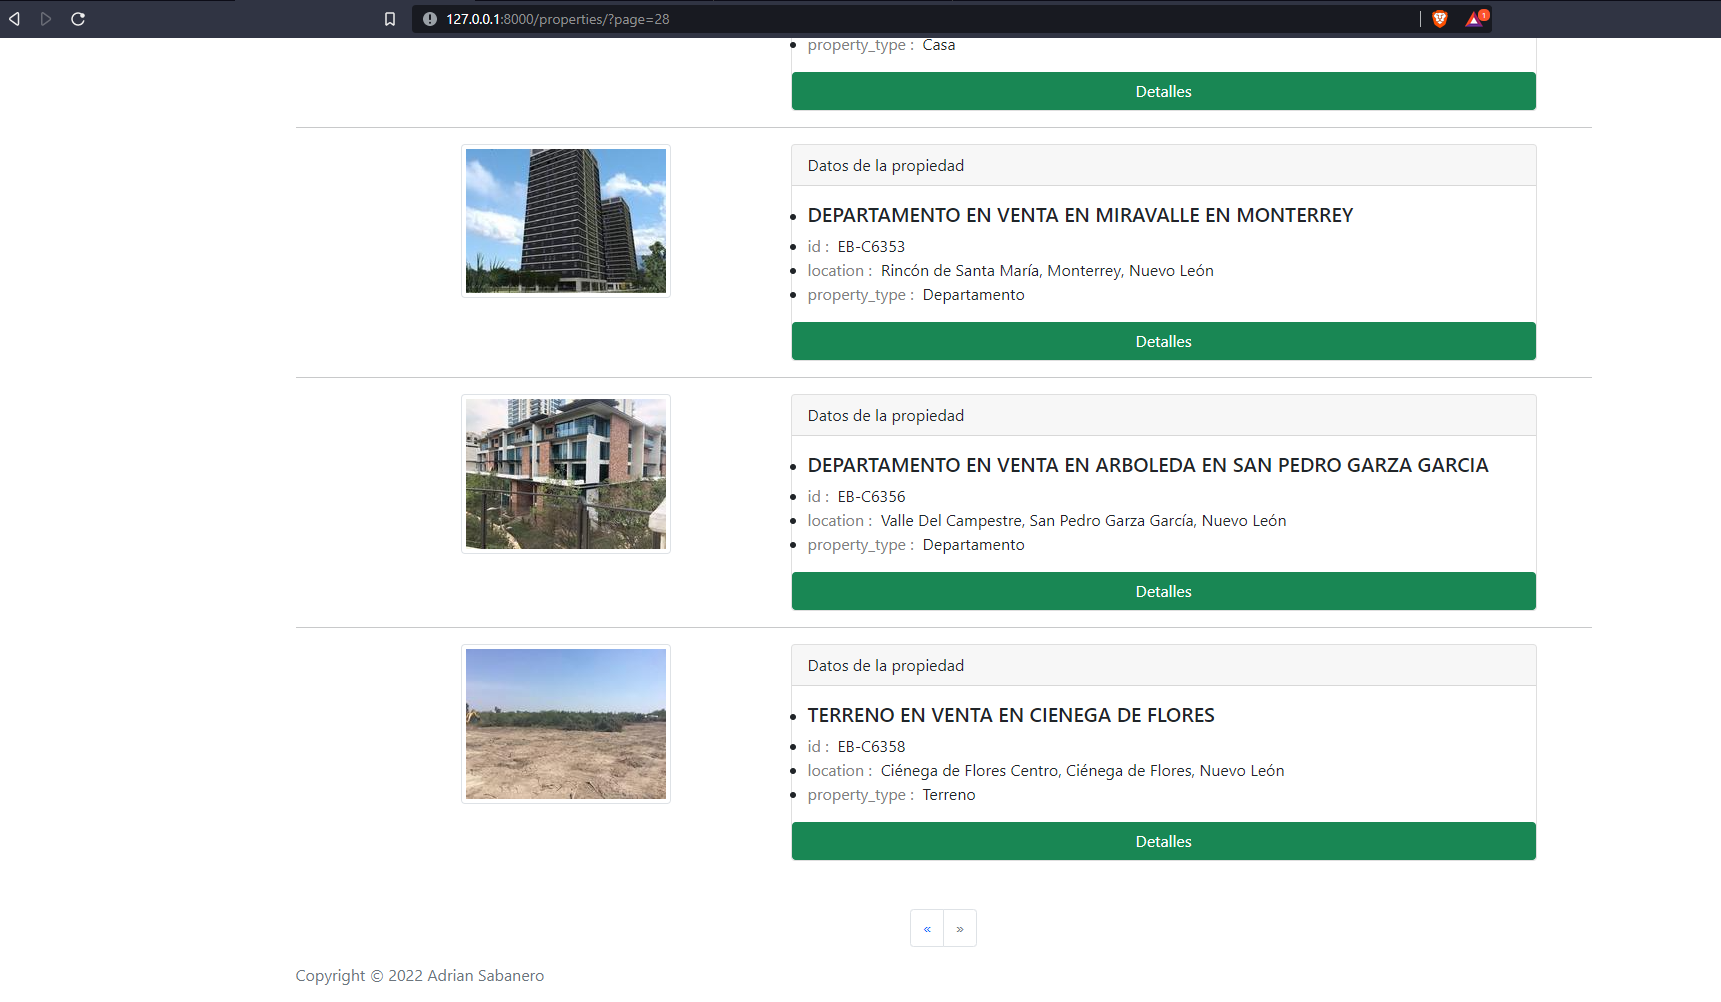 127.0.0.1:8000/properties/?page=28
1
property_type : Casa
Detalles
Datos de la propiedad
DEPARTAMENTO EN VENTA EN MIRAVALLE EN MONTERREY
id : EB-C6353
location : Rincón de Santa María, Monterrey, Nuevo León
property_type : Departamento
Detalles
Datos de la propiedad
DEPARTAMENTO EN VENTA EN ARBOLEDA EN SAN PEDRO GARZA GARCIA
id : EB-C6356
location : Valle Del Campestre, San Pedro Garza García, Nuevo León
property_type : Departamento
Detalles
Datos de la propiedad
TERRENO EN VENTA EN CIENEGA DE FLORES
id : EB-C6358
location : Ciénega de Flores Centro, Ciénega de Flores, Nuevo León
property_type : Terreno
Detalles
« »
Copyright © 2022 Adrian Sabanero